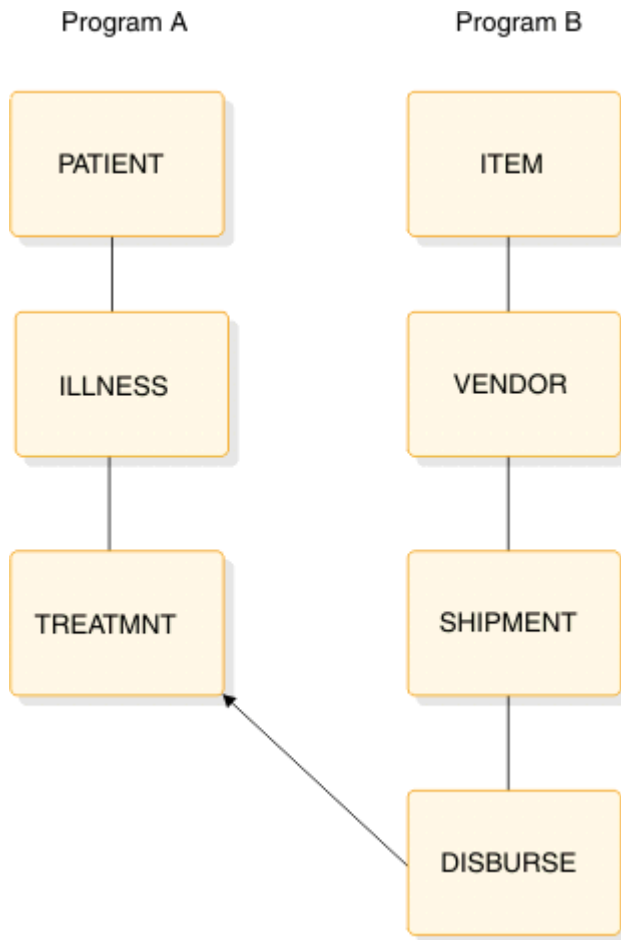 Program A
Program B
PATIENT
ITEM
ILLNESS
VENDOR
TREATMNT
SHIPMENT
DISBURSE